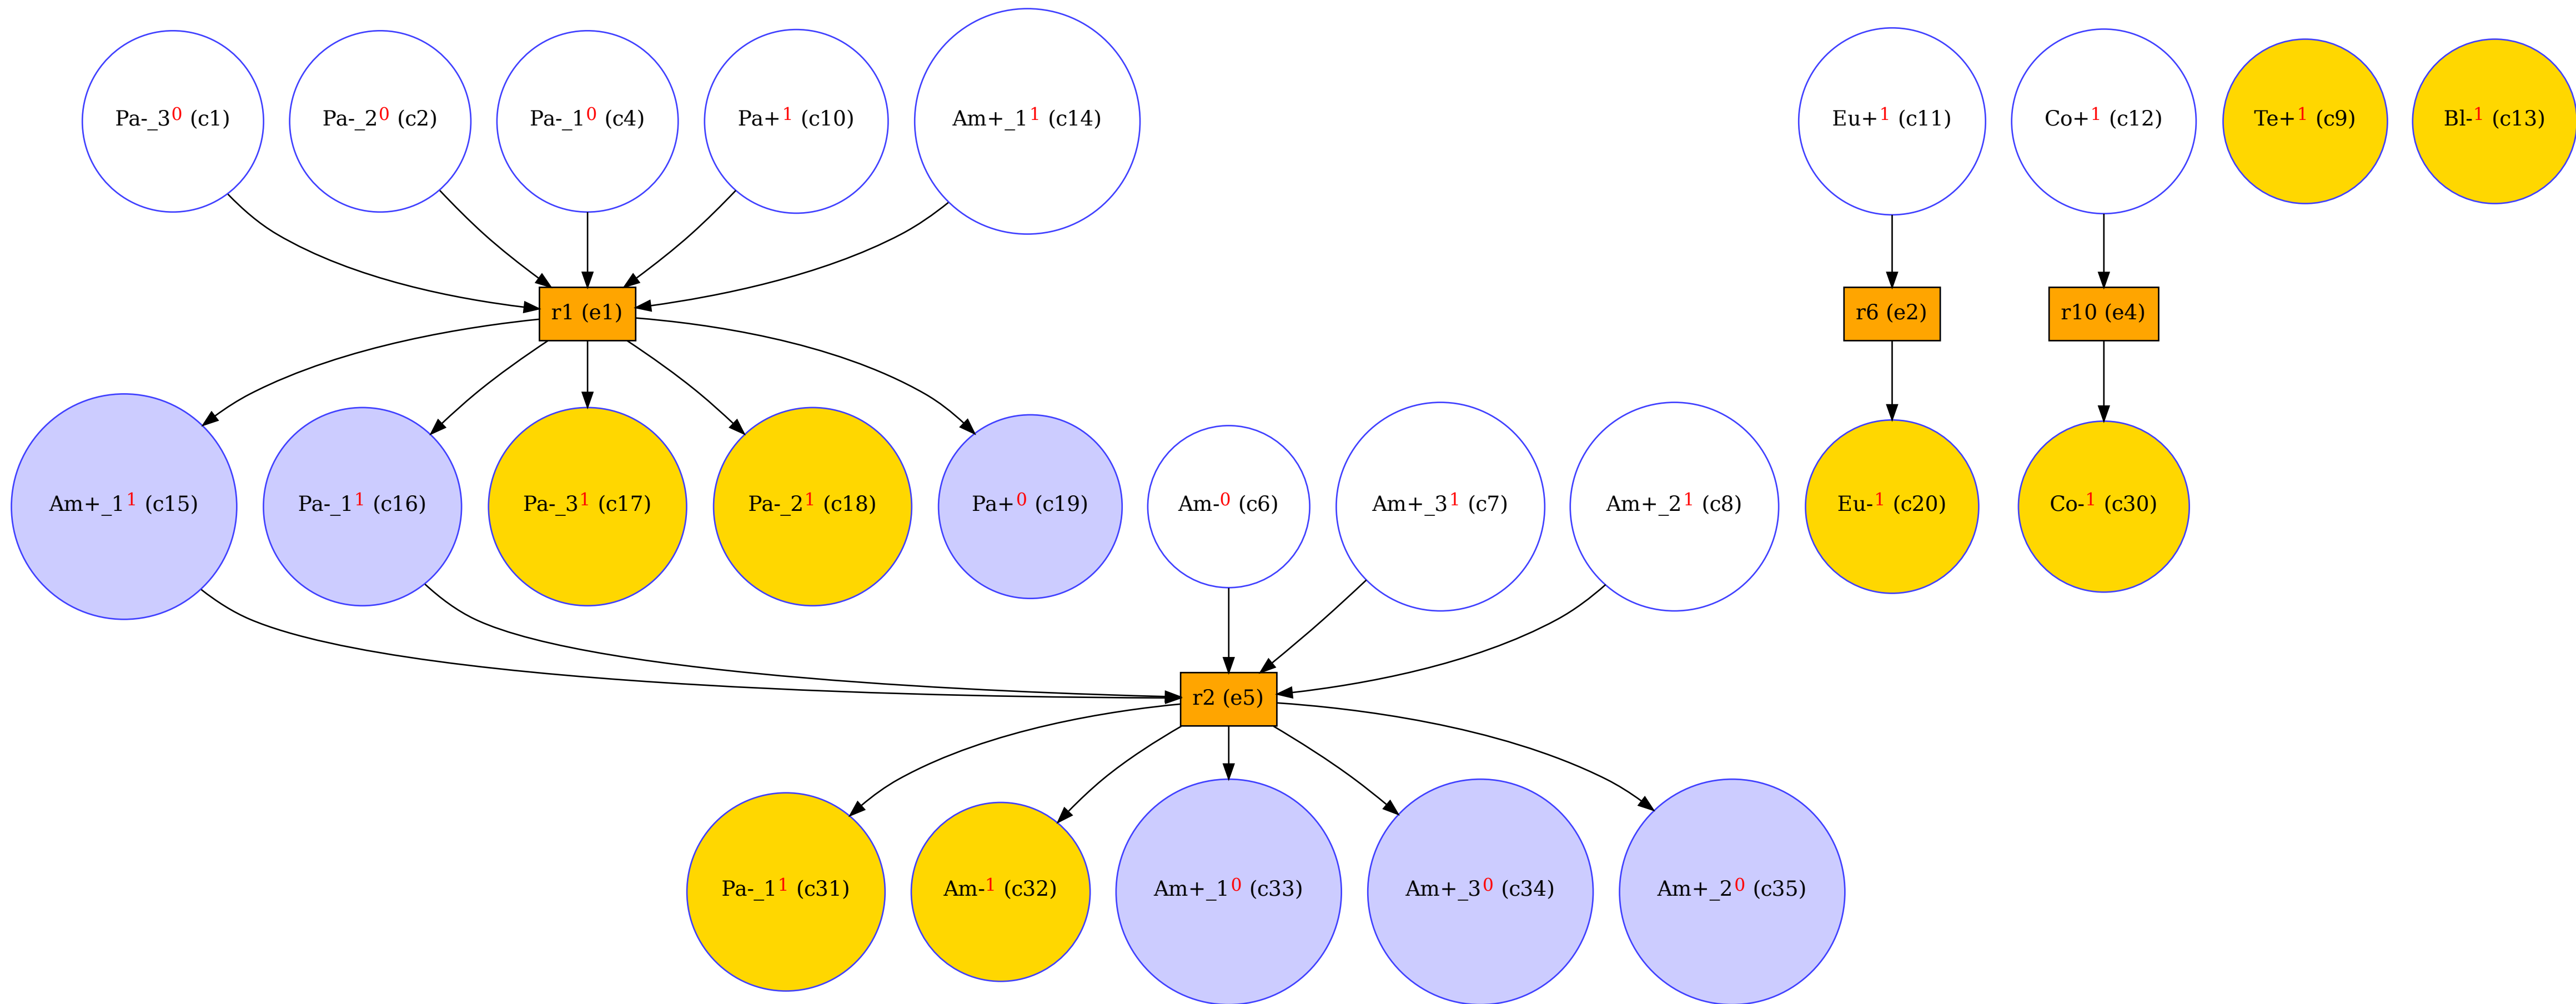 Pa-_3⁰ (c1)
Pa-_2⁰ (c2)
Pa-_1⁰ (c4)
Pa+¹ (c10)
Am+_1¹ (c14)
Eu+¹ (c11)
Co+¹ (c12)
Te+¹ (c9)
Bl-¹ (c13)
r1 (e1)
r6 (e2)
r10 (e4)
Am+_1¹ (c15)
Pa-_1¹ (c16)
Pa-_3¹ (c17)
Pa-_2¹ (c18)
Pa+⁰ (c19)
Am-⁰ (c6)
Am+_3¹ (c7)
Am+_2¹ (c8)
Eu-¹ (c20)
Co-¹ (c30)
r2 (e5)
Pa-_1¹ (c31)
Am-¹ (c32)
Am+_1⁰ (c33)
Am+_3⁰ (c34)
Am+_2⁰ (c35)